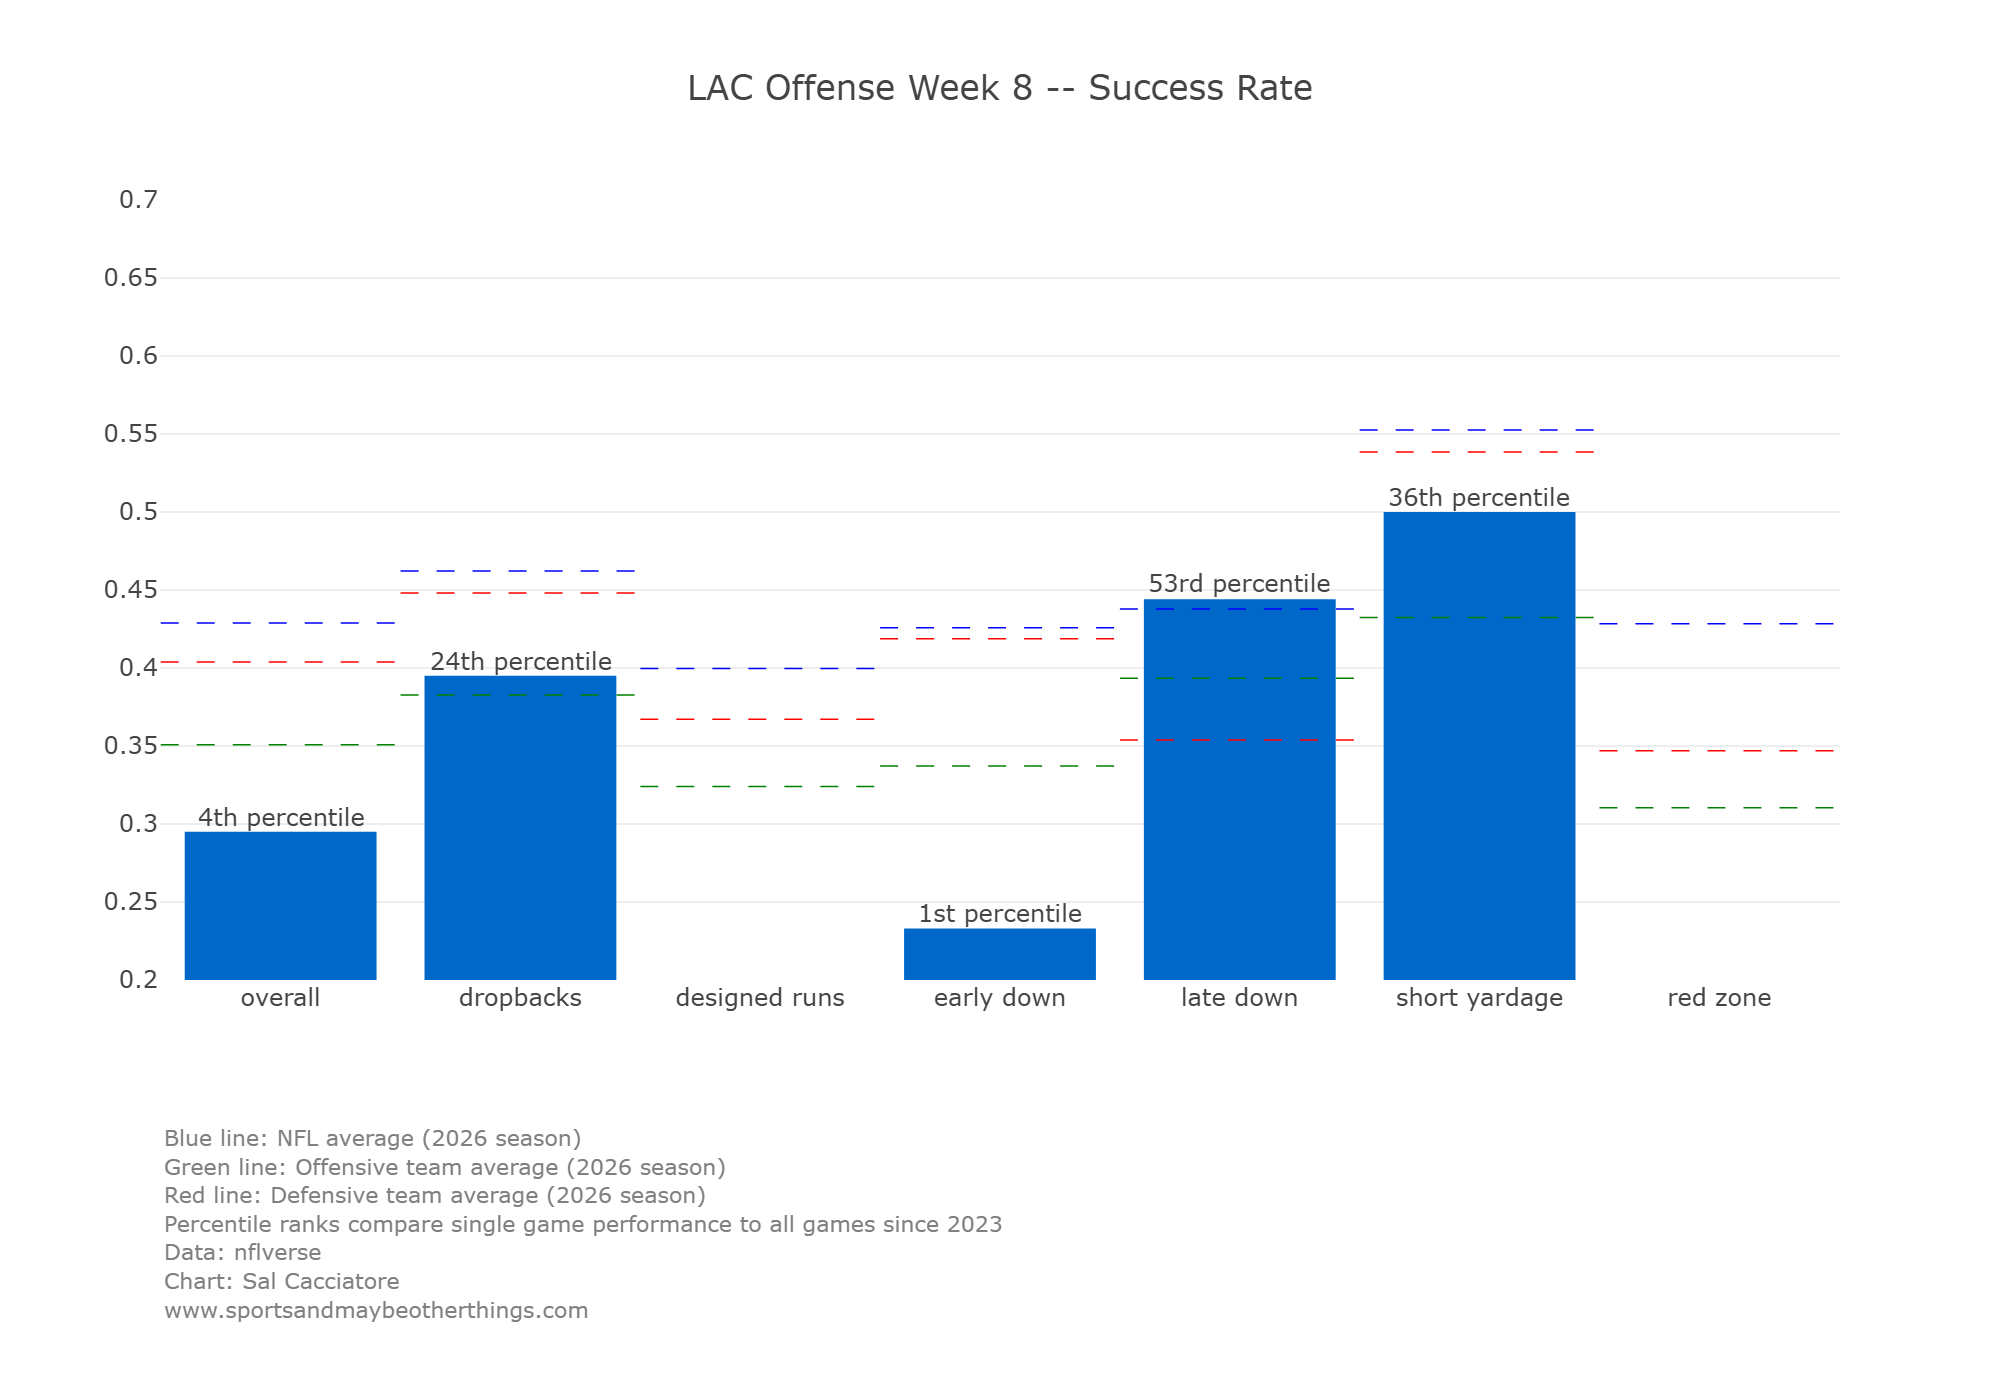 LAC Offense Week 8 -- Success Rate
0.7
0.65
0.6
0.55
0.5
0.45
0.4
0.35
0.3
0.25
0.2
4th percentile
24th percentile
1st percentile
53rd percentile
36th percentile
overall
dropbacks
designed runs
early down
late down
short yardage
red zone
Blue line: NFL average (2026 season)
Green line: Offensive team average (2026 season)
Red line: Defensive team average (2026 season)
Percentile ranks compare single game performance to all games since 2023
Data: nflverse
Chart: Sal Cacciatore
www.sportsandmaybeotherthings.com